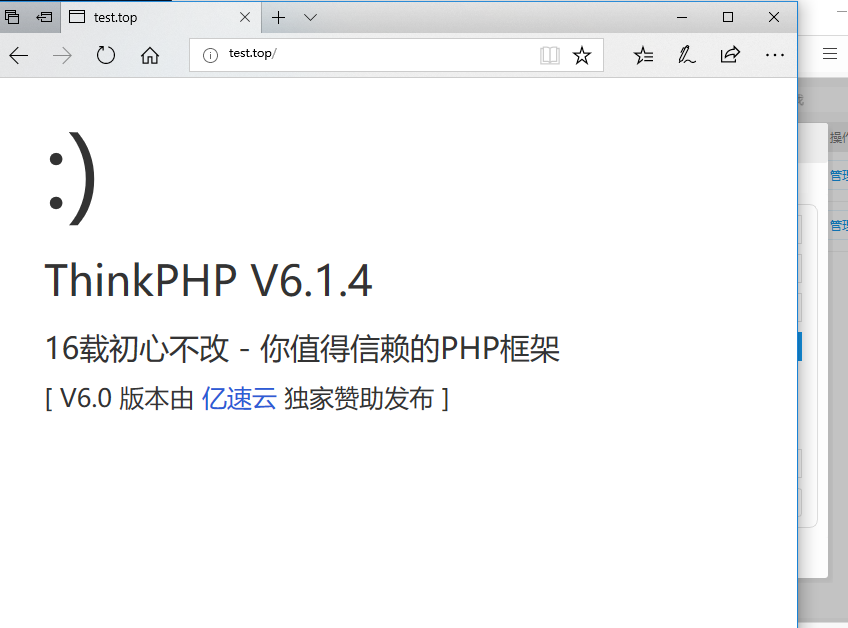 test.top
test.top/
:)
ThinkPHP V6.1.4
16载初心不改 - 你值得信赖的PHP框架
[ V6.0 版本由 亿速云 独家赞助发布 ]
操作
管理
管理